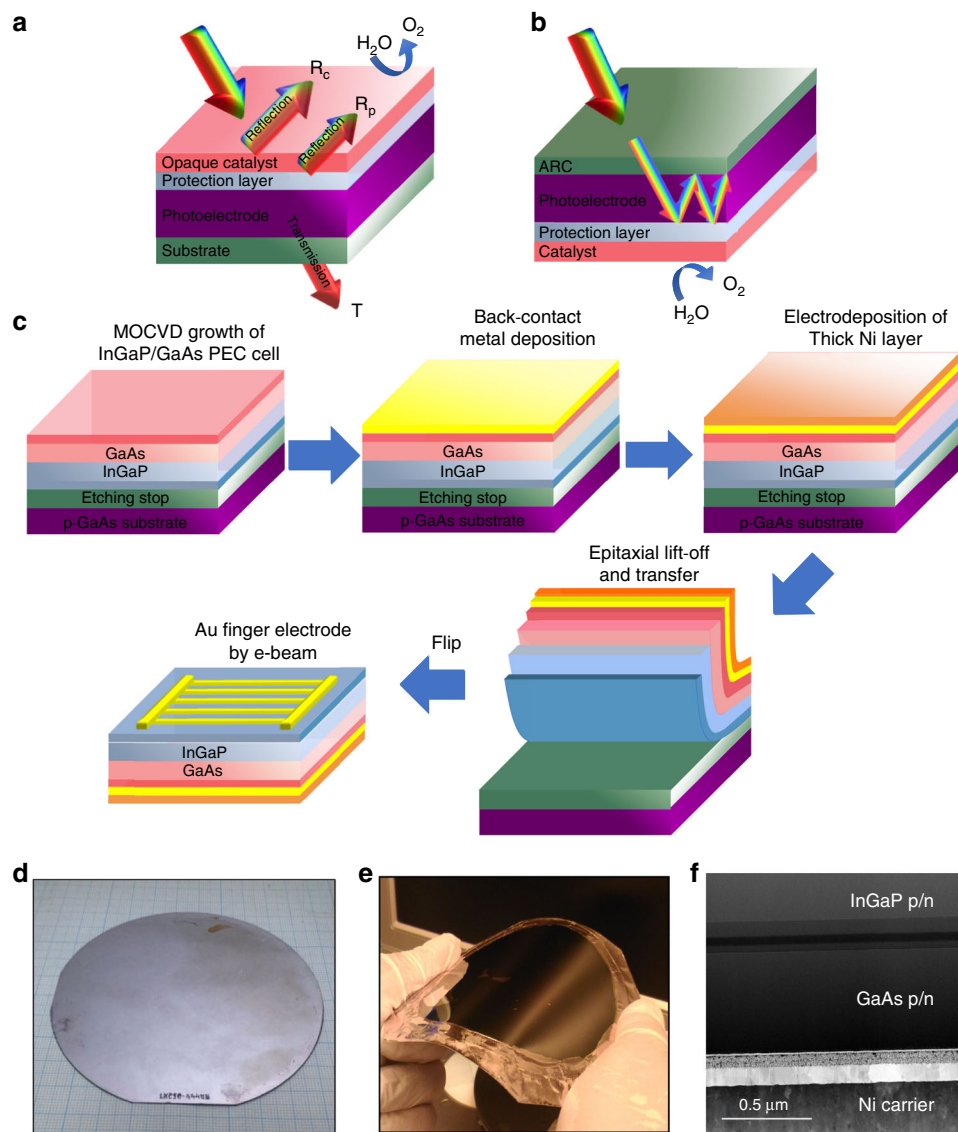 a
H2O
O2
Rc
Rp
Reflection
Reflection
Opaque catalyst
Protection layer
Photoelectrode
Substrate
Transmission
T
b
ARC
Photoelectrode
Protection layer
Catalyst
O2
H2O
c
MOCVD growth of
InGaP/GaAs PEC cell
GaAs
InGaP
Etching stop
p-GaAs substrate
Back-contact
metal deposition
GaAs
InGaP
Etching stop
p-GaAs substrate
Electrodeposition of
Thick Ni layer
GaAs
InGaP
Etching stop
p-GaAs substrate
Epitaxial lift-off
and transfer
Flip
Au finger electrode
by e-beam
InGaP
GaAs
d
e
f
InGaP p/n
GaAs p/n
0.5 μm
Ni carrier